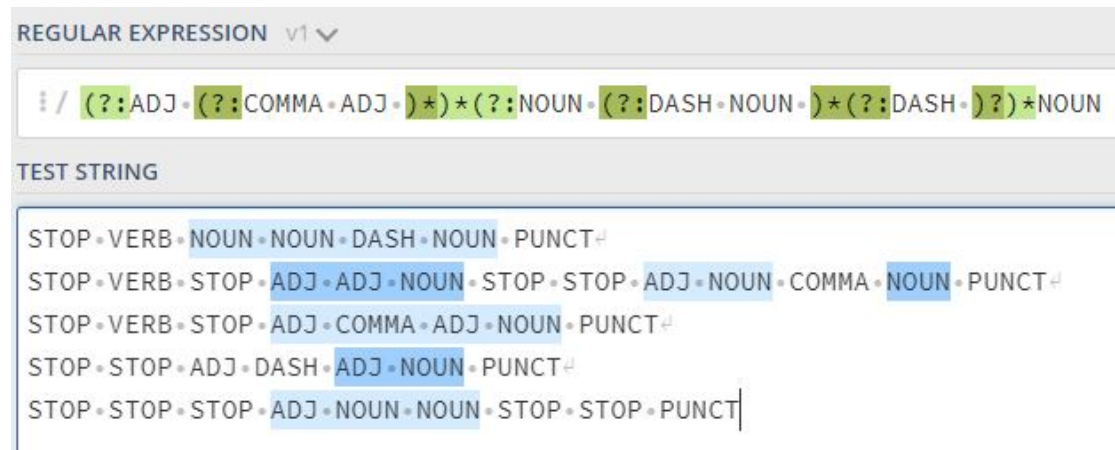 REGULAR EXPRESSION v1
/ (?:ADJ·(?:COMMA·ADJ·)*)*(?:NOUN·(?:DASH·NOUN·)*(?:DASH·)?)*NOUN
TEST STRING
STOP·VERB·NOUN·NOUN·DASH·NOUN·PUNCT↵
STOP·VERB·STOP·ADJ·ADJ·NOUN·STOP·STOP·ADJ·NOUN·COMMA·NOUN·PUNCT↵
STOP·VERB·STOP·ADJ·COMMA·ADJ·NOUN·PUNCT↵
STOP·STOP·ADJ·DASH·ADJ·NOUN·PUNCT↵
STOP·STOP·STOP·ADJ·NOUN·NOUN·STOP·STOP·PUNCT